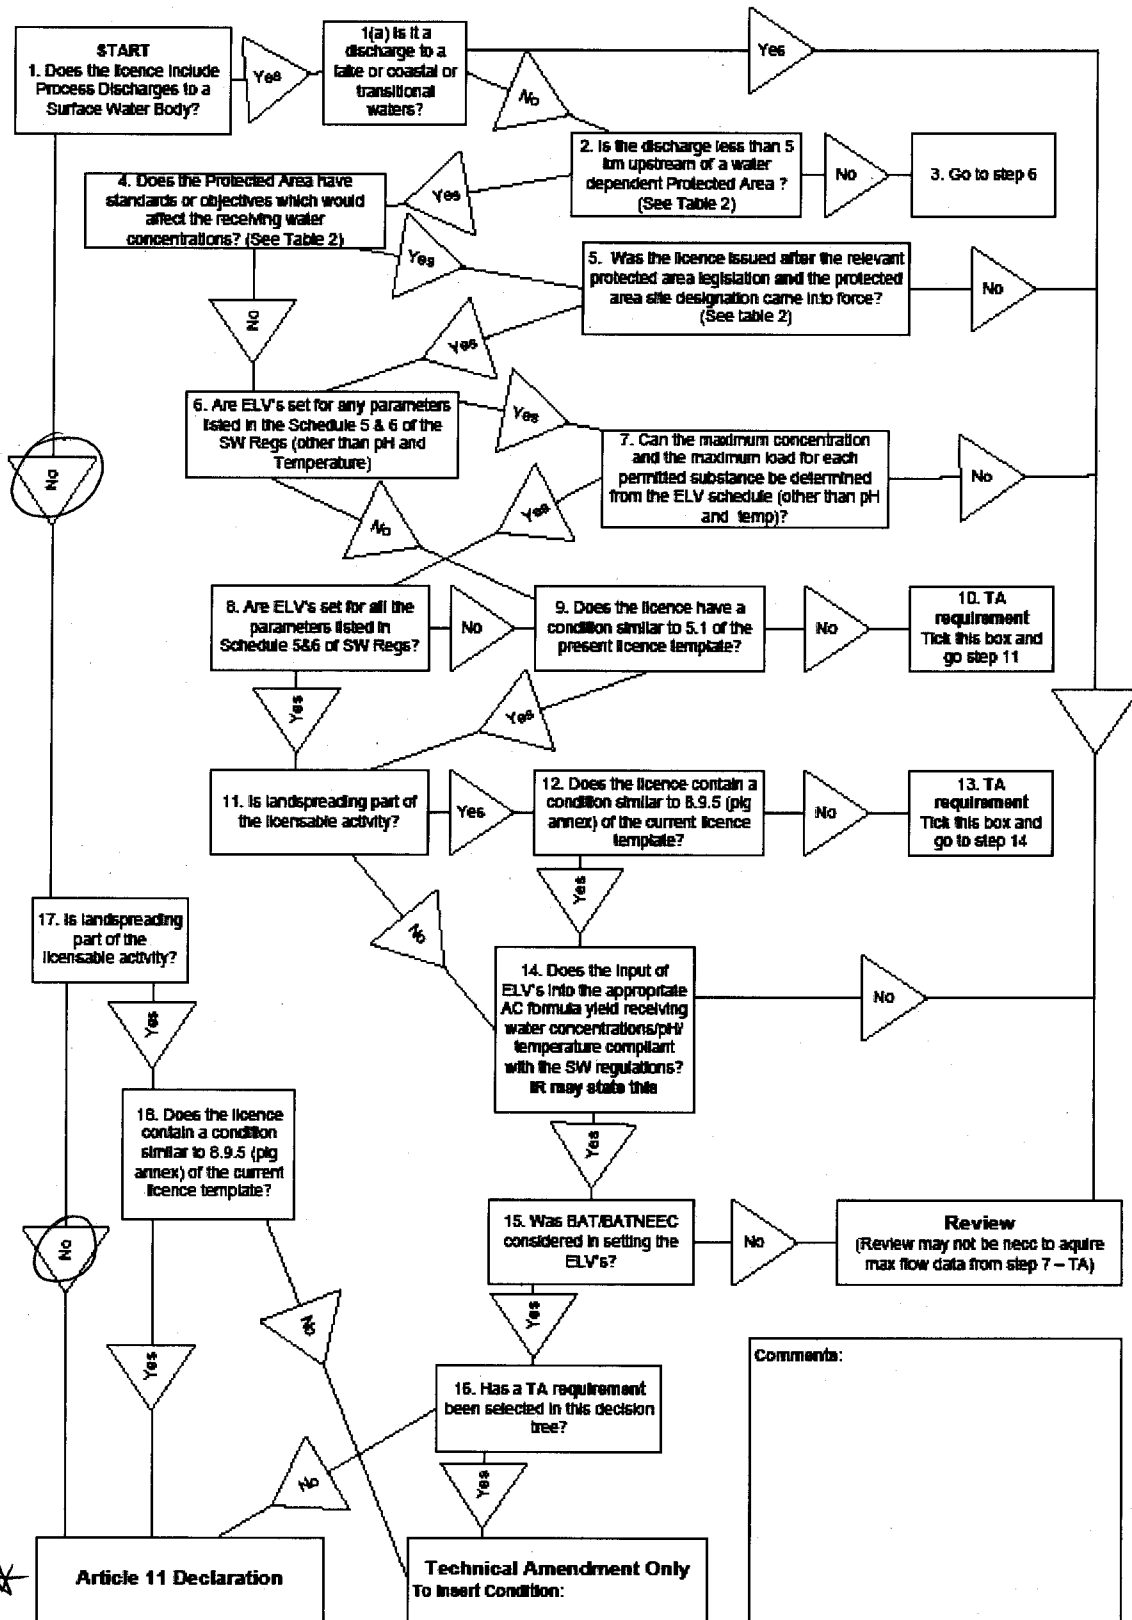 START
1. Does the licence include
Process Discharges to a
Surface Water Body?
Yes
1(a) Is it a
discharge to a
lake or coastal or
transitional
waters?
Yes
No
2. Is the discharge less than 5
km upstream of a water
dependent Protected Area ?
(See Table 2)
No
3. Go to step 6
Yes
4. Does the Protected Area have
standards or objectives which would
affect the receiving water
concentrations? (See Table 2)
Yes
No
5. Was the licence issued after the relevant
protected area legislation and the protected
area site designation came into force?
(See table 2)
No
Yes
6. Are ELV's set for any parameters
listed in the Schedule 5 & 6 of the
SW Regs (other than pH and
Temperature)
Yes
No
7. Can the maximum concentration
and the maximum load for each
permitted substance be determined
from the ELV schedule (other than pH
and temp)?
No
Yes
No
8. Are ELV's set for all the
parameters listed in
Schedule 5&6 of SW Regs?
No
9. Does the licence have a
condition similar to 5.1 of the
present licence template?
No
10. TA
requirement
Tick this box and
go step 11
Yes
Yes
11. Is landspreading part of
the licensable activity?
Yes
12. Does the licence contain a
condition similar to 8.9.5 (pig
annex) of the current licence
template?
No
13. TA
requirement
Tick this box and
go to step 14
Yes
No
17. Is landspreading
part of the
licensable activity?
14. Does the input of
ELV's into the appropriate
AC formula yield receiving
water concentrations/pH/
temperature compliant
with the SW regulations?
IR may state this
No
Yes
18. Does the licence
contain a condition
similar to 8.9.5 (pig
annex) of the current
licence template?
Yes
15. Was BAT/BATNEEC
considered in setting the
ELV's?
No
Review
(Review may not be necc to aquire
max flow data from step 7 – TA)
No
No
Yes
Yes
Comments:
16. Has a TA requirement
been selected in this decision
tree?
No
Yes
Article 11 Declaration
Technical Amendment Only
To Insert Condition: